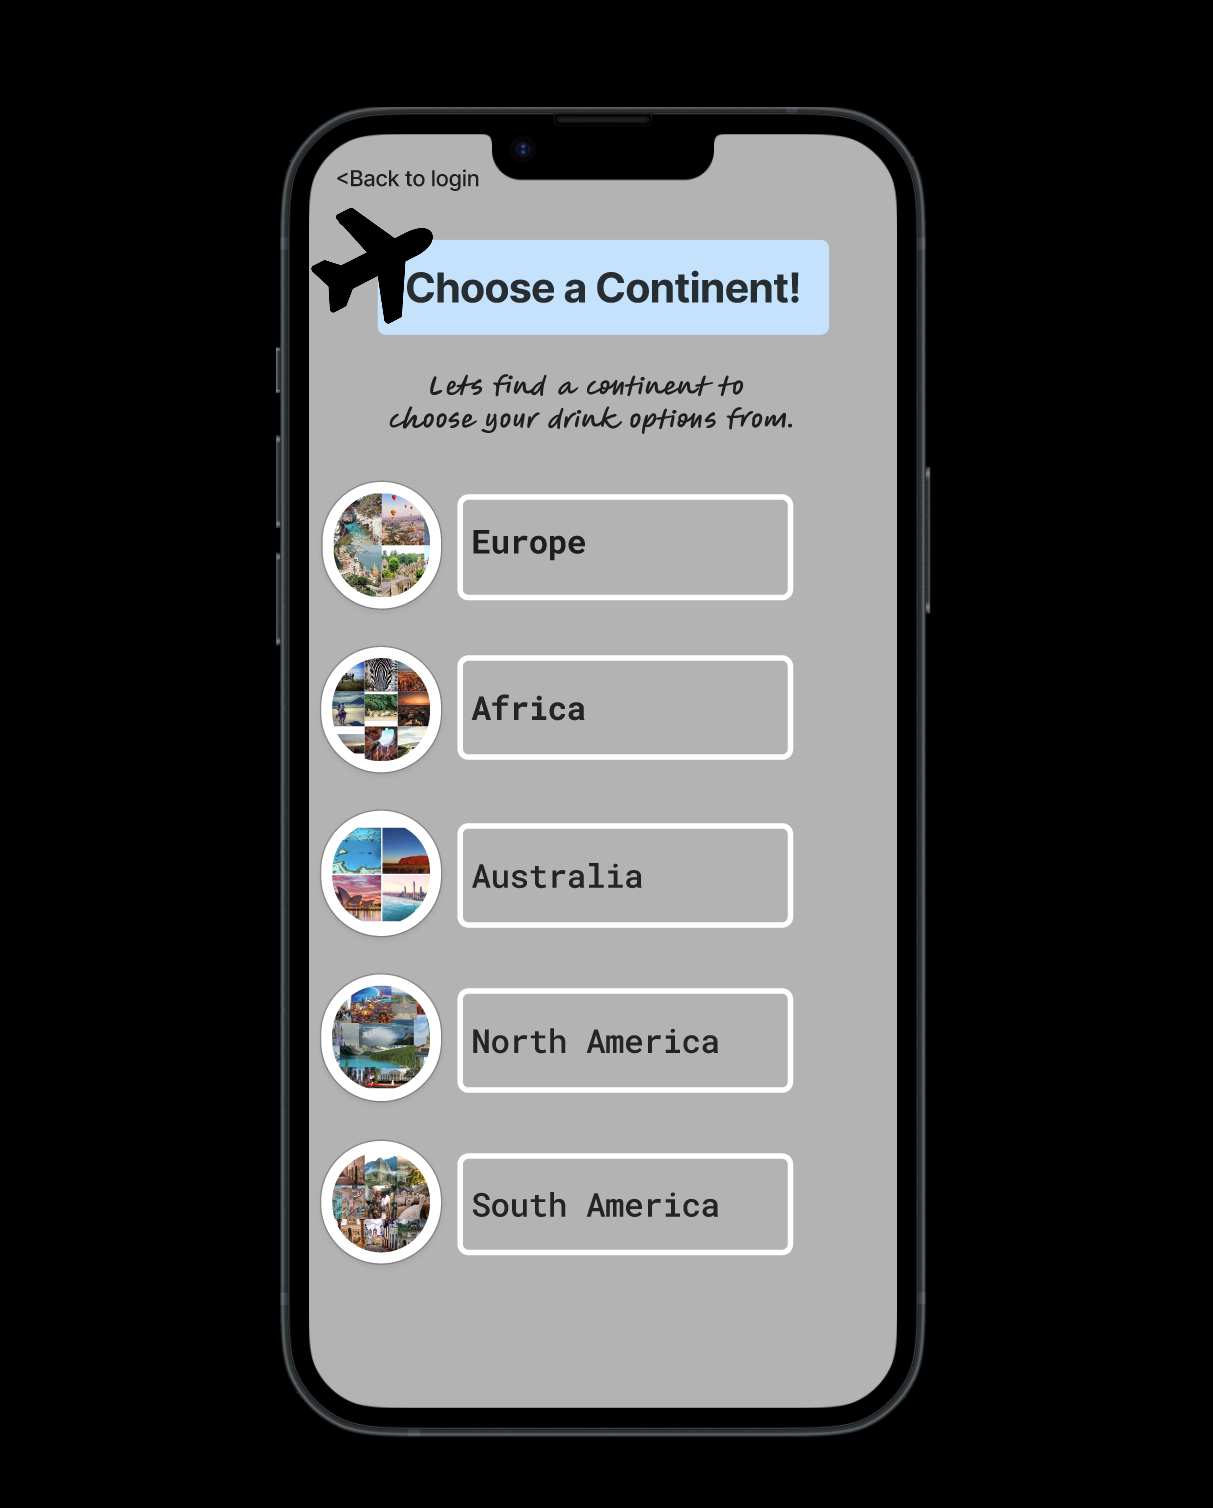 <Back to login
Choose a Continent!
Lets find a continent to
choose your drink options from.
Europe
Africa
Australia
North America
South America